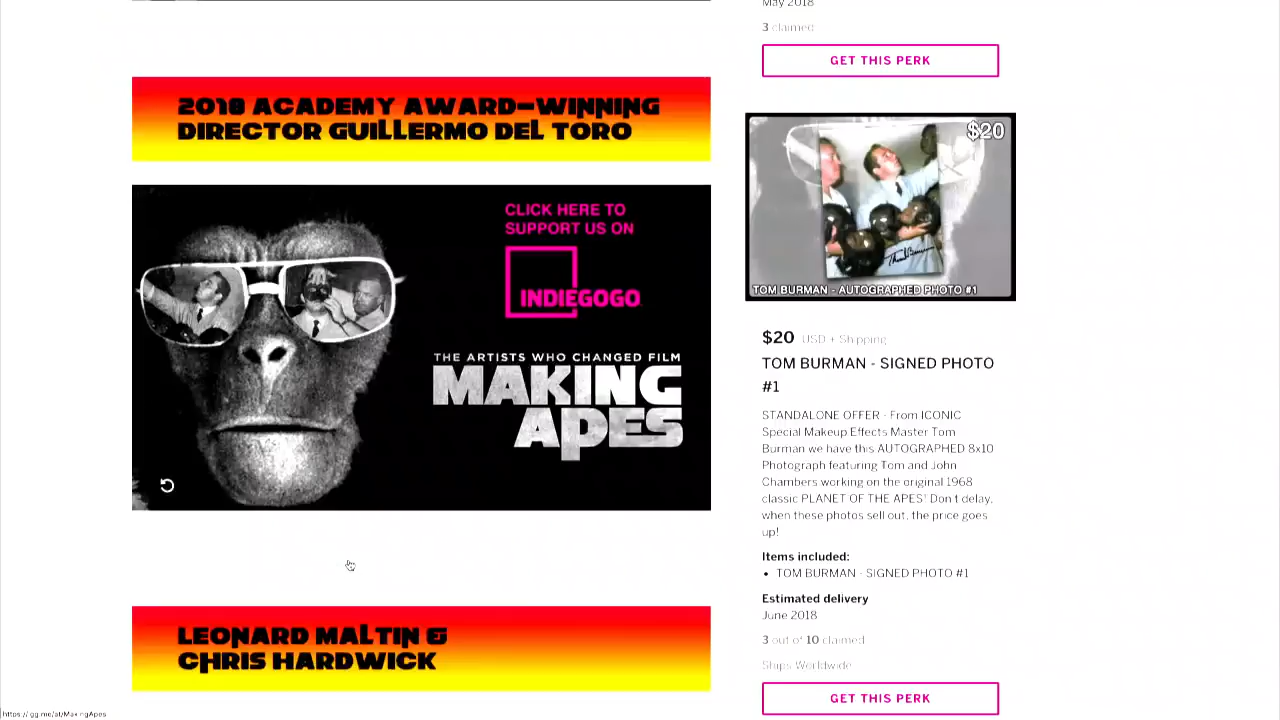 May 2018
3 claimed
GET THIS PERK
2018 ACADEMY AWARD-WINNING
DIRECTOR GUILLERMO DEL TORO
CLICK HERE TO
SUPPORT US ON
INDIEGOGO
THE ARTISTS WHO CHANGED FILM
MAKING
APES
$20
TOM BURMAN - AUTOGRAPHED PHOTO #1
$20 USD + Shipping
TOM BURMAN - SIGNED PHOTO
#1
STANDALONE OFFER - From ICONIC
Special Makeup Effects Master Tom
Burman we have this AUTOGRAPHED 8x10
Photograph featuring Tom and John
Chambers working on the original 1968
classic PLANET OF THE APES! Don't delay,
when these photos sell out, the price goes
up!
Items included:
• TOM BURMAN - SIGNED PHOTO #1
Estimated delivery
June 2018
3 out of 10 claimed
Ships Worldwide
GET THIS PERK
LEONARD MALTIN &
CHRIS HARDWICK